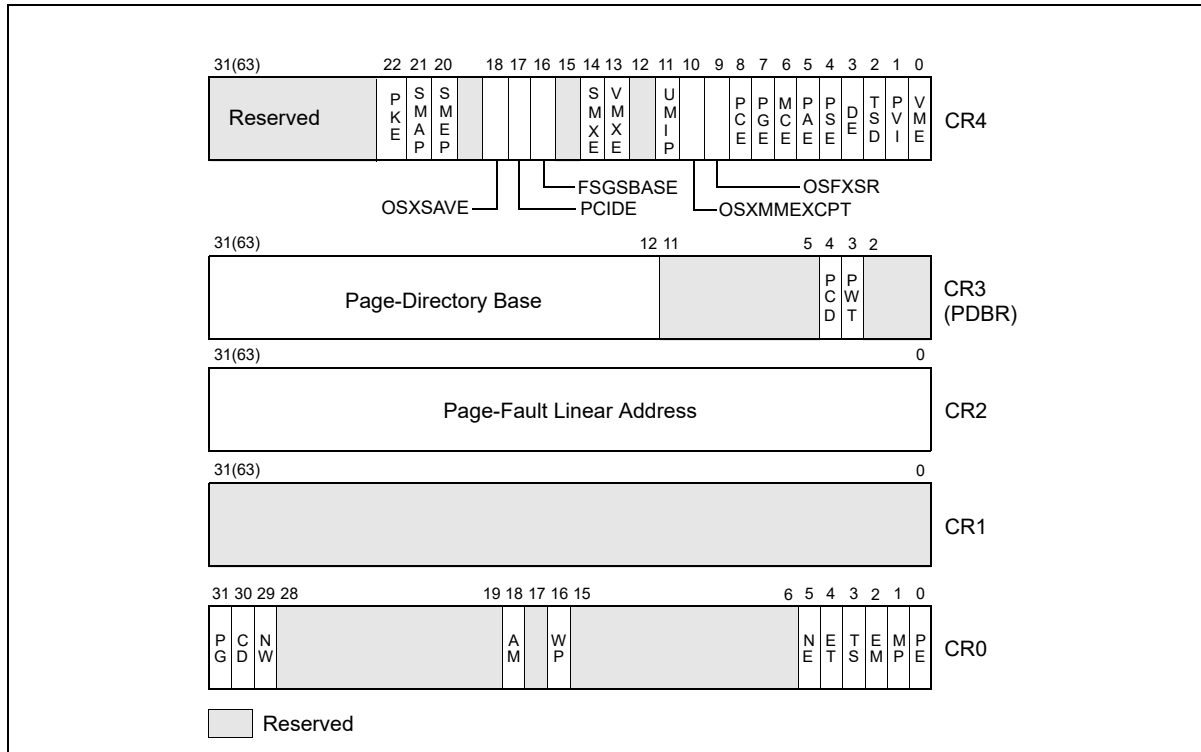 31(63) 22 21 20 18 17 16 15 14 13 12 11 10 9 8 7 6 5 4 3 2 1 0
Reserved PKE SMAP SMEP SMXE VMXE UMIP PCE PGE MCE PAE PSE DE TSD PVI VME CR4
FSGSBASE OSFXSR
OSXSAVE PCIDE OSXMMEXCPT
31(63) 12 11 5 4 3 2
Page-Directory Base PCD PWT CR3
(PDBR)
31(63) 0
Page-Fault Linear Address CR2
31(63) 0
CR1
31 30 29 28 19 18 17 16 15 6 5 4 3 2 1 0
PG CD NW AM WP NE ET TS EM MP PE CR0
Reserved